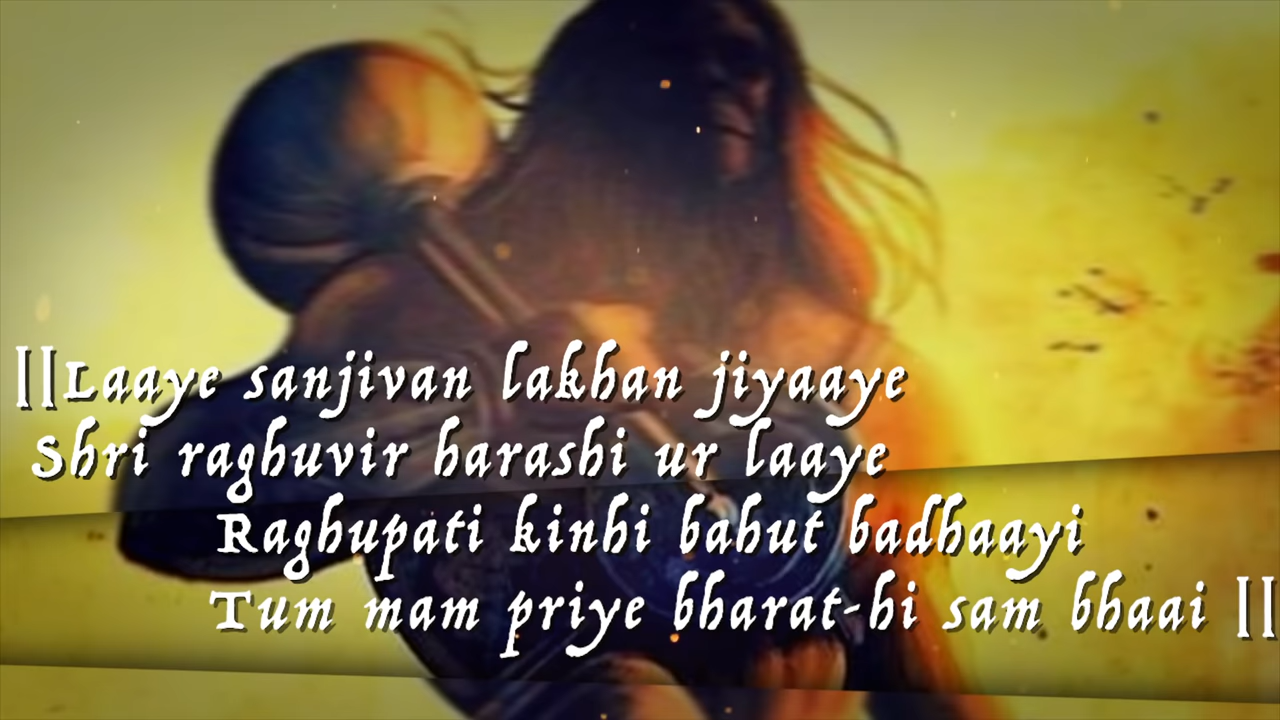 ||Laaye sanjivan lakhan jiyaaye
Shri raghuvir harashi ur laaye
Raghupati kinhi bahut badhaayi
Tum mam priye bharat-hi sam bhaai ||